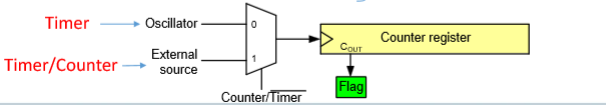 Timer
Oscillator
0
Counter register
COUT
External
source
1
Timer/Counter
Flag
Counter/Timer